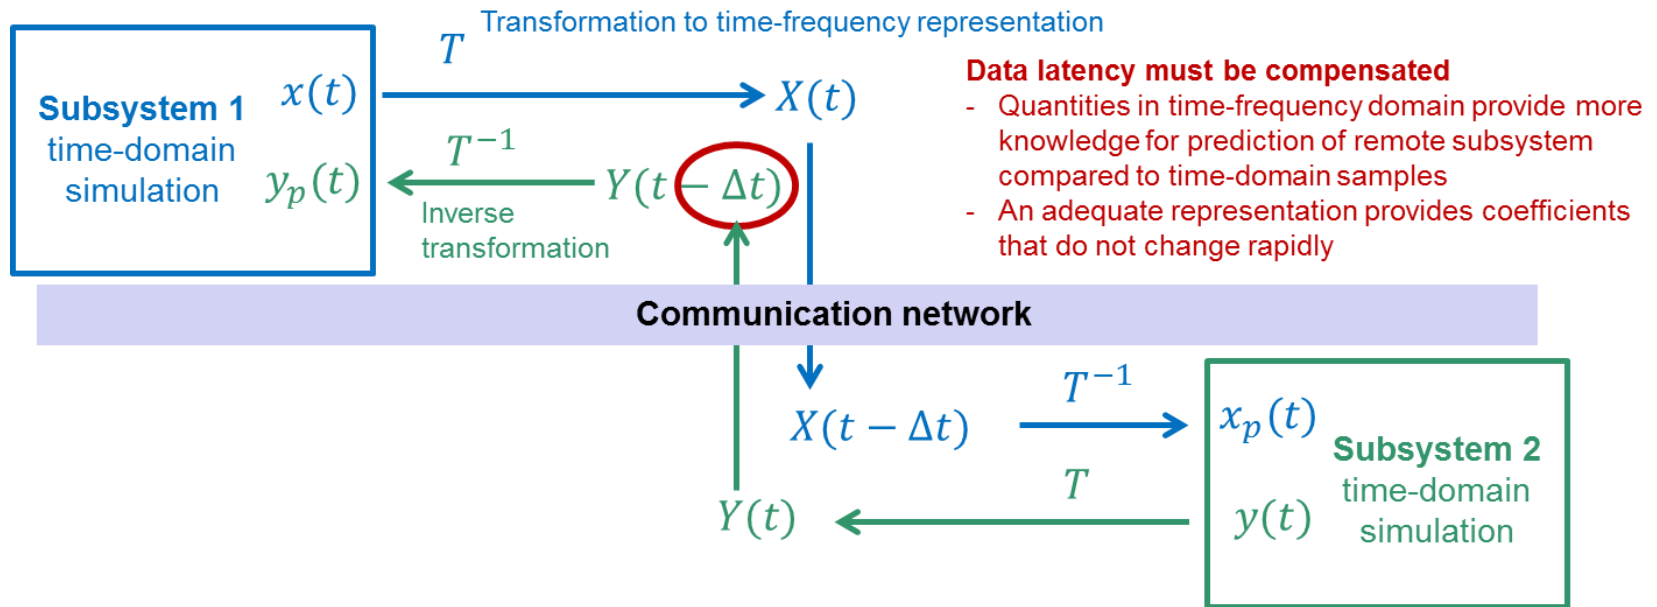 Transformation to time-frequency representation
T
Subsystem 1
time-domain
simulation
x(t)
X(t)
y_p(t)
T^{-1}
Inverse
transformation
Y(t − Δt)
Data latency must be compensated
- Quantities in time-frequency domain provide more
knowledge for prediction of remote subsystem
compared to time-domain samples
- An adequate representation provides coefficients
that do not change rapidly
Communication network
X(t − Δt)
T^{-1}
x_p(t)
Subsystem 2
time-domain
simulation
Y(t)
T
y(t)